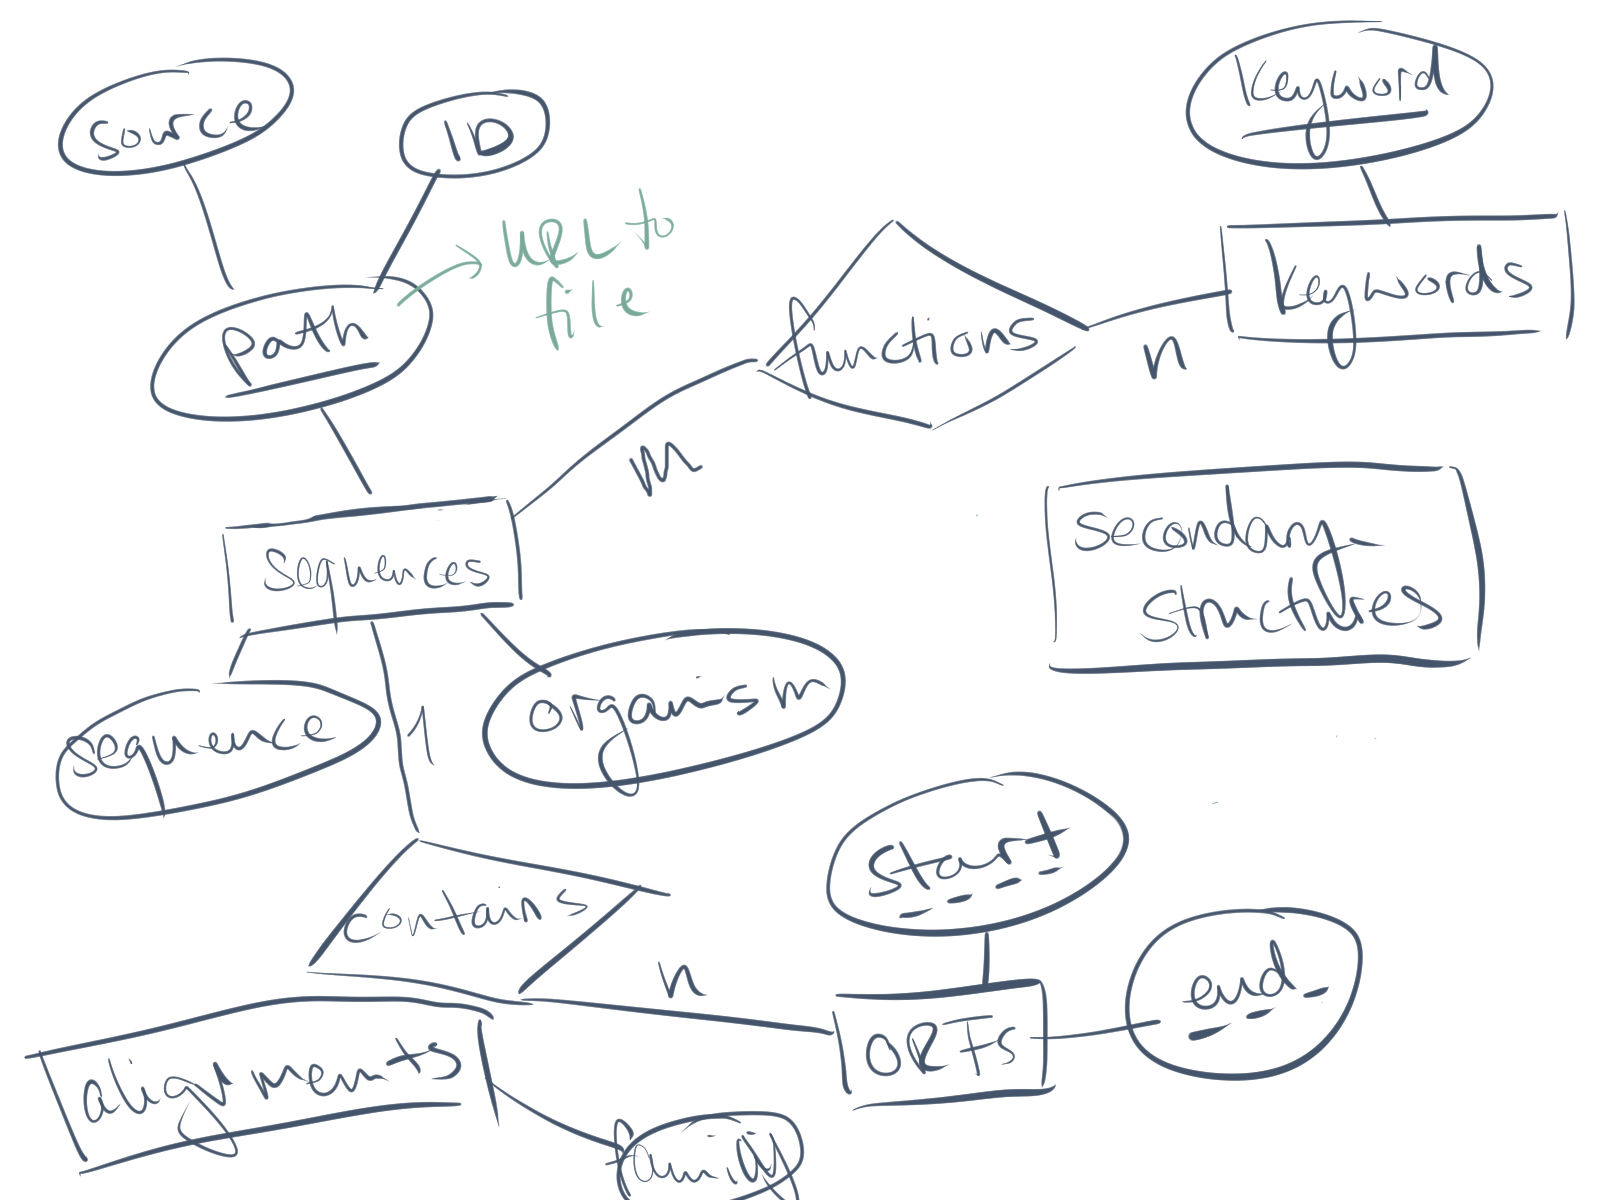 source
ID
keyword
URL to
file
path
functions
keywords
n
m
sequences
secondary_
structures
sequence
1
organism
start
contains
n
end
alignments
ORFs
family